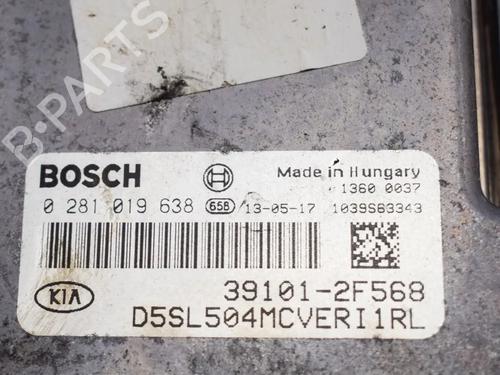 B-PARTS
BOSCH
Made in Hungary
1360 0037
0 281 019 638 658 13-05-17 1039S83343
KIA
39101-2F568
D5SL504MCVERI1RL